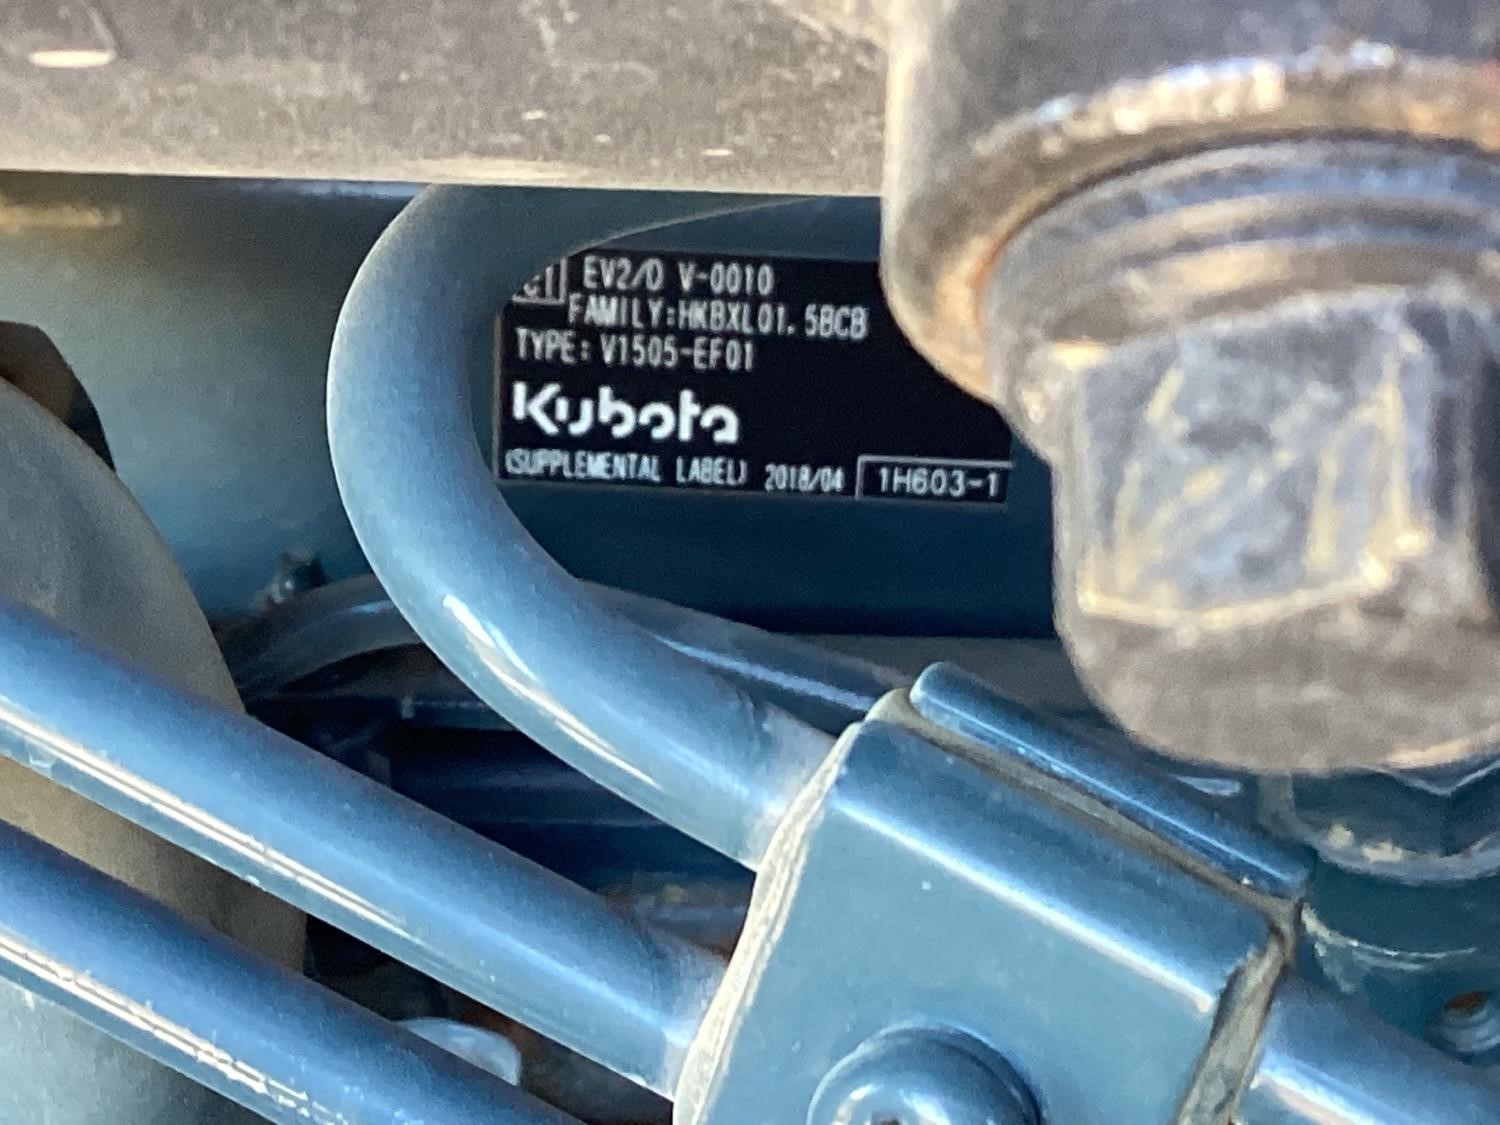 EV2/0 V-0010
FAMILY:HKBXL01.5BCB
TYPE: V1505-EF01
Kubota
(SUPPLEMENTAL LABEL) 2018/04 1H603-1